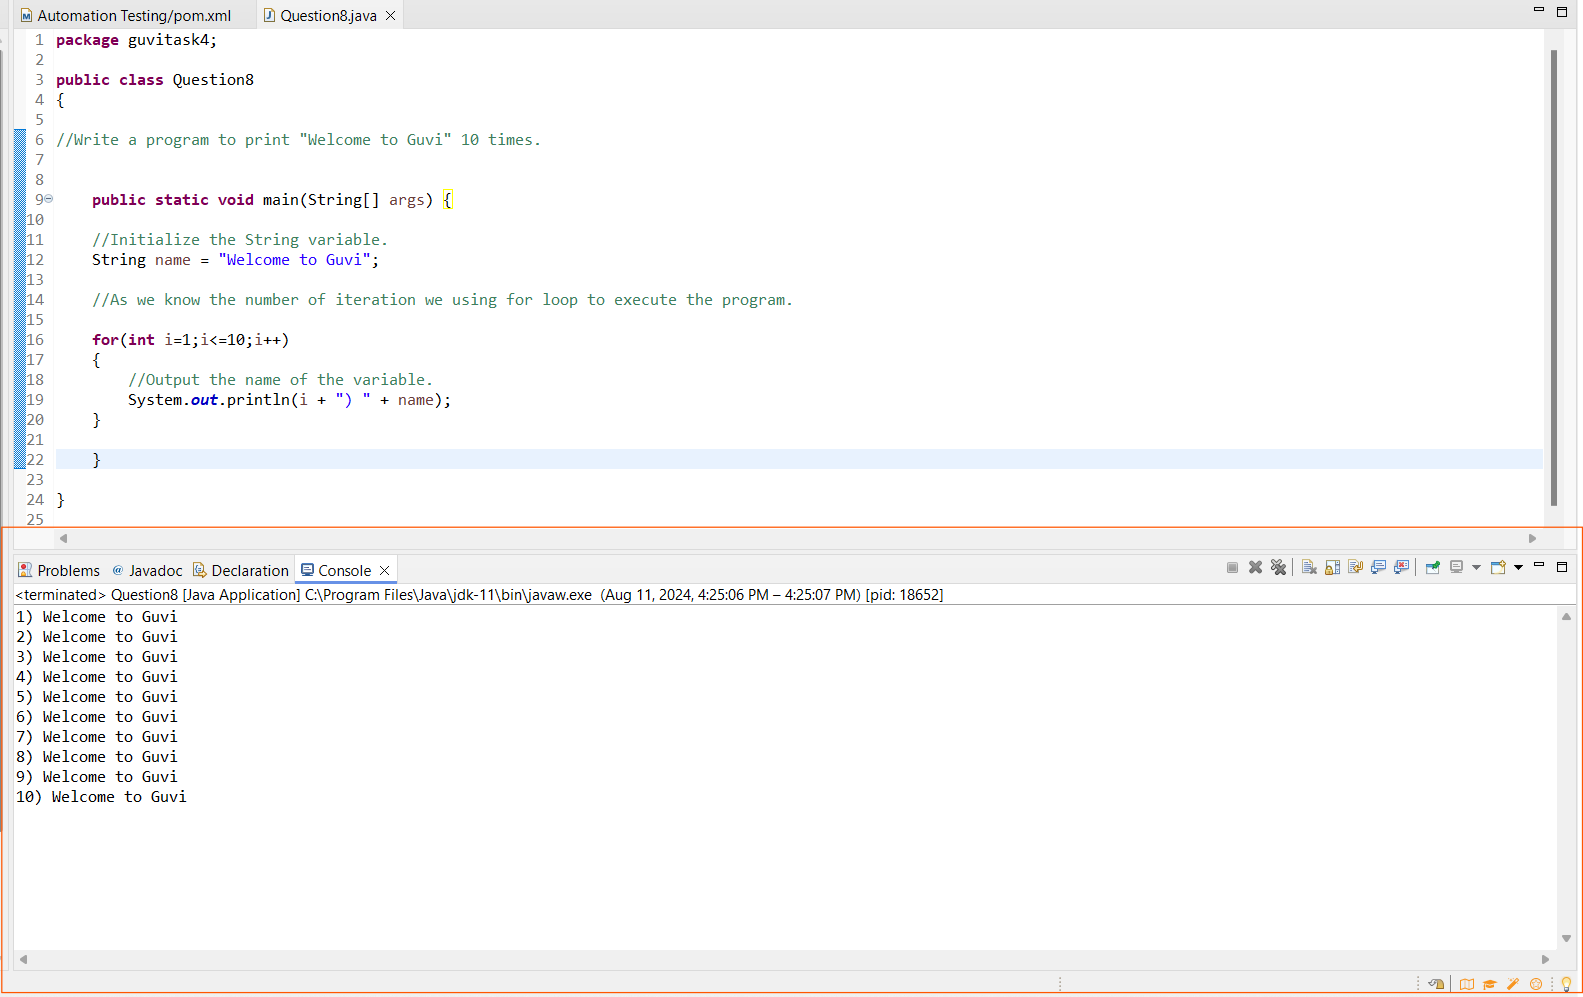 Automation Testing/pom.xml Question8.java
1 package guvitask4;
2
3 public class Question8
4 {
5
6 //Write a program to print "Welcome to Guvi" 10 times.
7
8
9 public static void main(String[] args) {
10
11 //Initialize the String variable.
12 String name = "Welcome to Guvi";
13
14 //As we know the number of iteration we using for loop to execute the program.
15
16 for(int i=1;i<=10;i++)
17 {
18 //Output the name of the variable.
19 System.out.println(i + ") " + name);
20 }
21
22 }
23
24 }
25
Problems @ Javadoc Declaration Console
<terminated> Question8 [Java Application] C:\Program Files\Java\jdk-11\bin\javaw.exe (Aug 11, 2024, 4:25:06 PM – 4:25:07 PM) [pid: 18652]
1) Welcome to Guvi
2) Welcome to Guvi
3) Welcome to Guvi
4) Welcome to Guvi
5) Welcome to Guvi
6) Welcome to Guvi
7) Welcome to Guvi
8) Welcome to Guvi
9) Welcome to Guvi
10) Welcome to Guvi